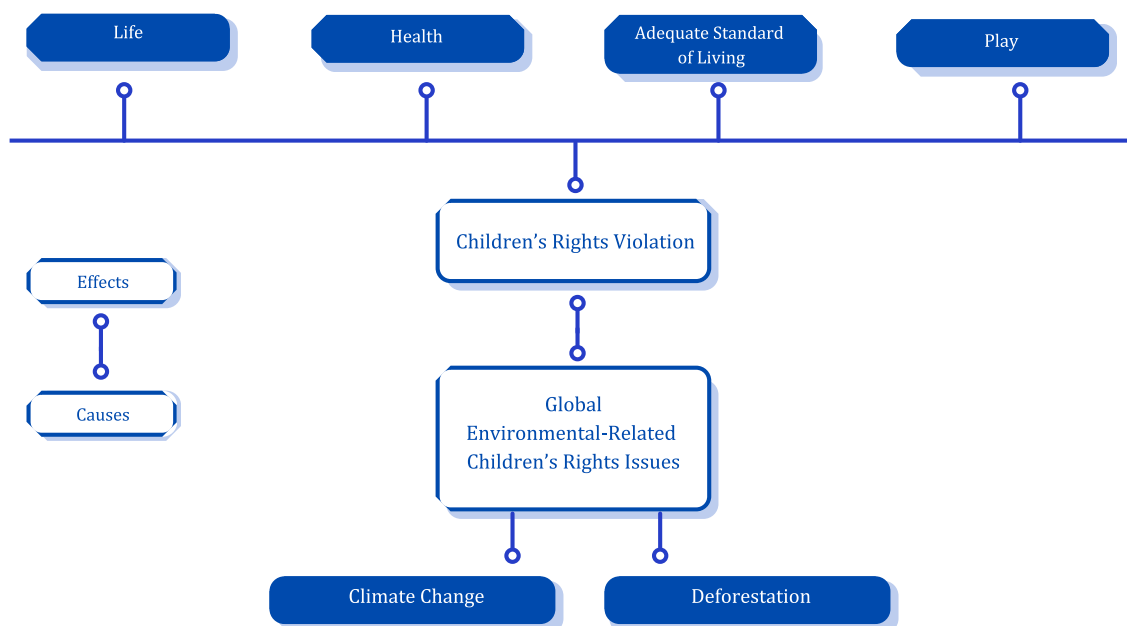 Life
Health
Adequate Standard
of Living
Play
Children’s Rights Violation
Effects
Causes
Global
Environmental-Related
Children’s Rights Issues
Climate Change
Deforestation